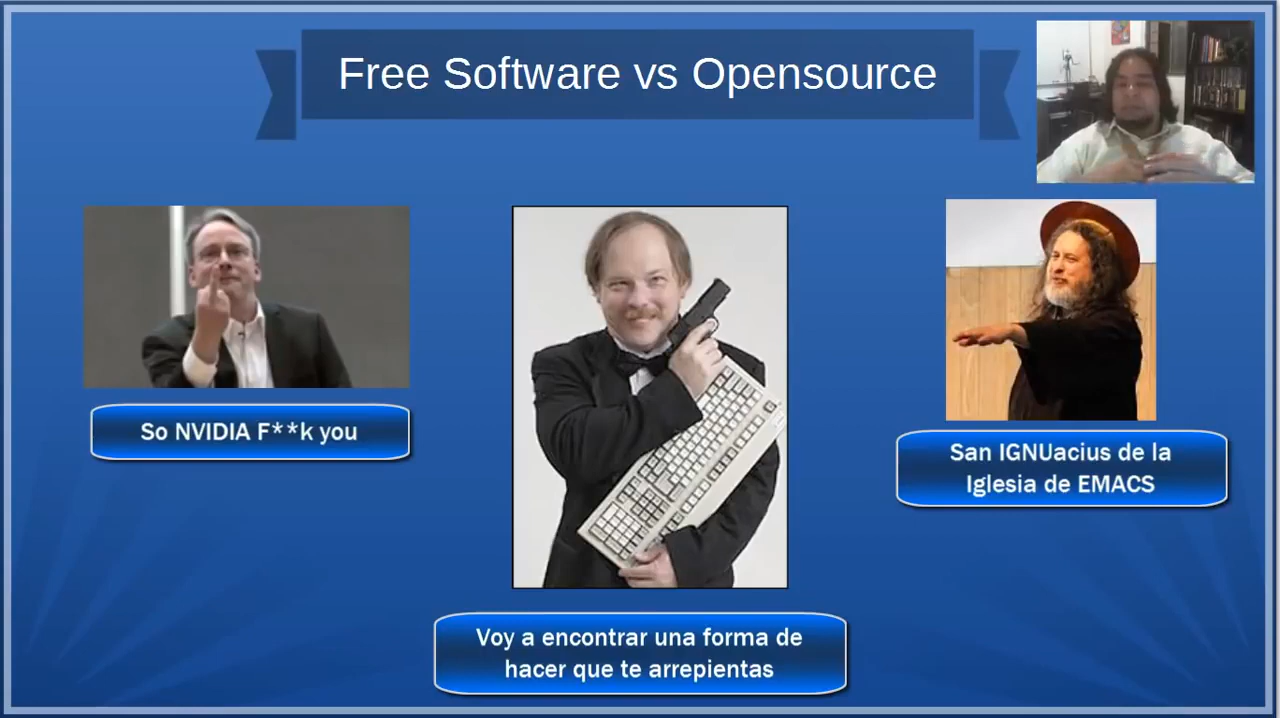 Free Software vs Opensource
So NVIDIA F**k you
San IGNUacius de la
Iglesia de EMACS
Voy a encontrar una forma de
hacer que te arrepientas